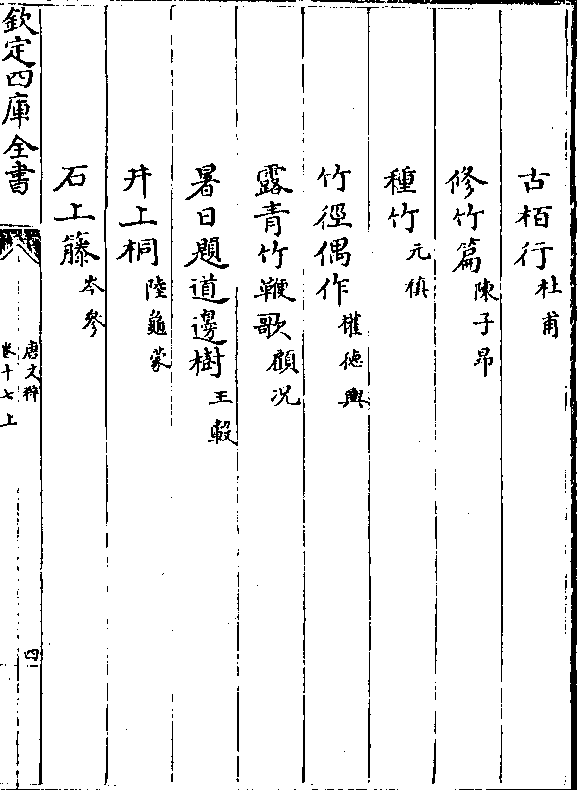 古栢行杜甫
修竹篇陳子昂
種竹元稹
竹徑偶作權德輿
露青竹鞭歌顧况
暑日題道邊樹王轂
井上桐陸龜蒙
石上藤岑參
欽定四庫全書
唐文粹
卷十七上
四